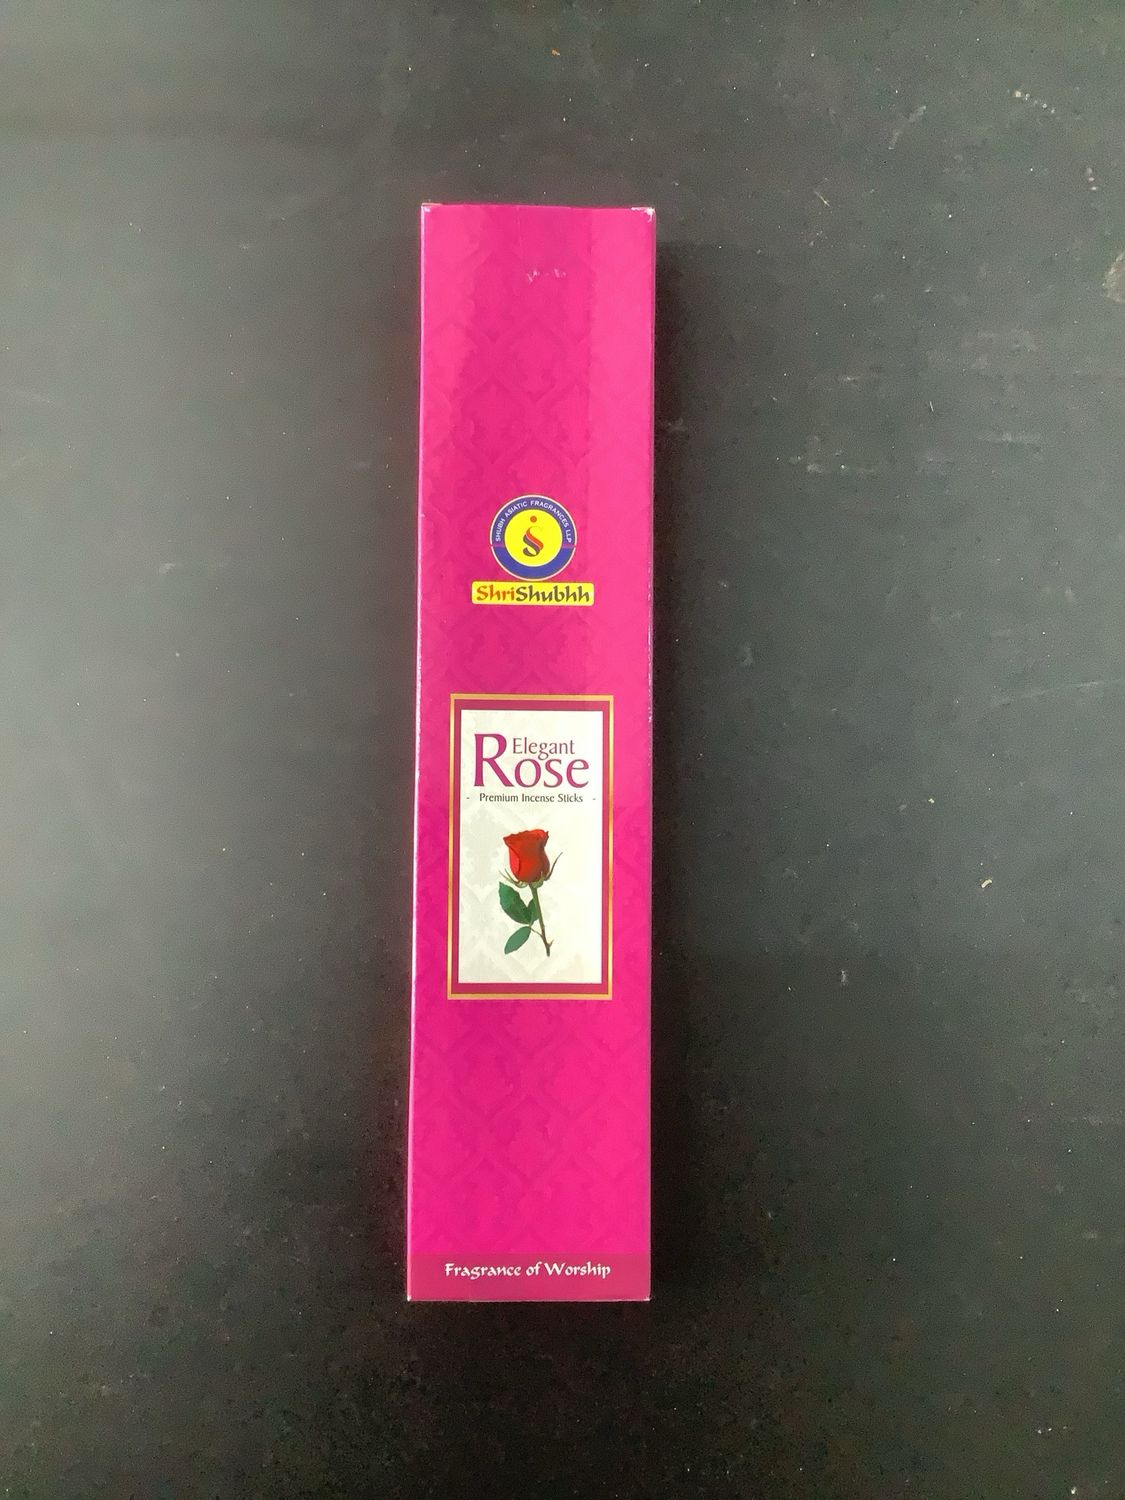 SHUBH ASIATIC FRAGRANCES LLP
ShriShubhh
Elegant
Rose
- Premium Incense Sticks -
Fragrance of Worship